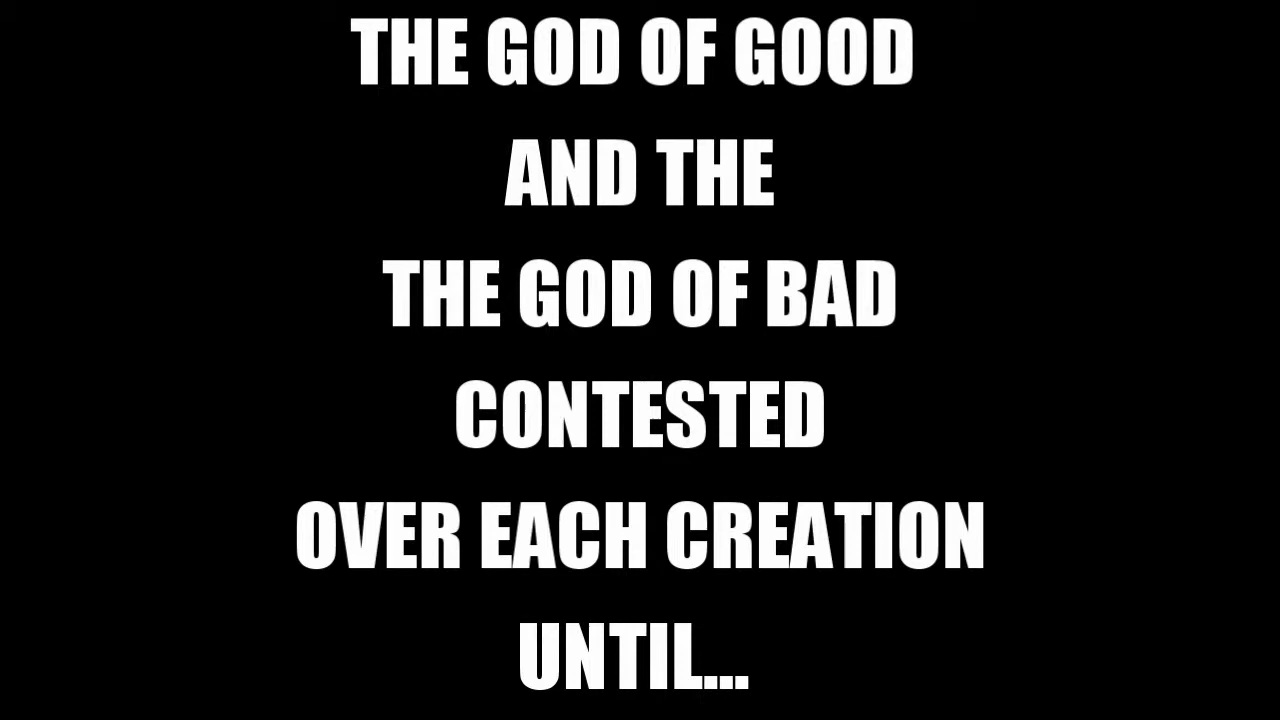 THE GOD OF GOOD
AND THE
THE GOD OF BAD
CONTESTED
OVER EACH CREATION
UNTIL...